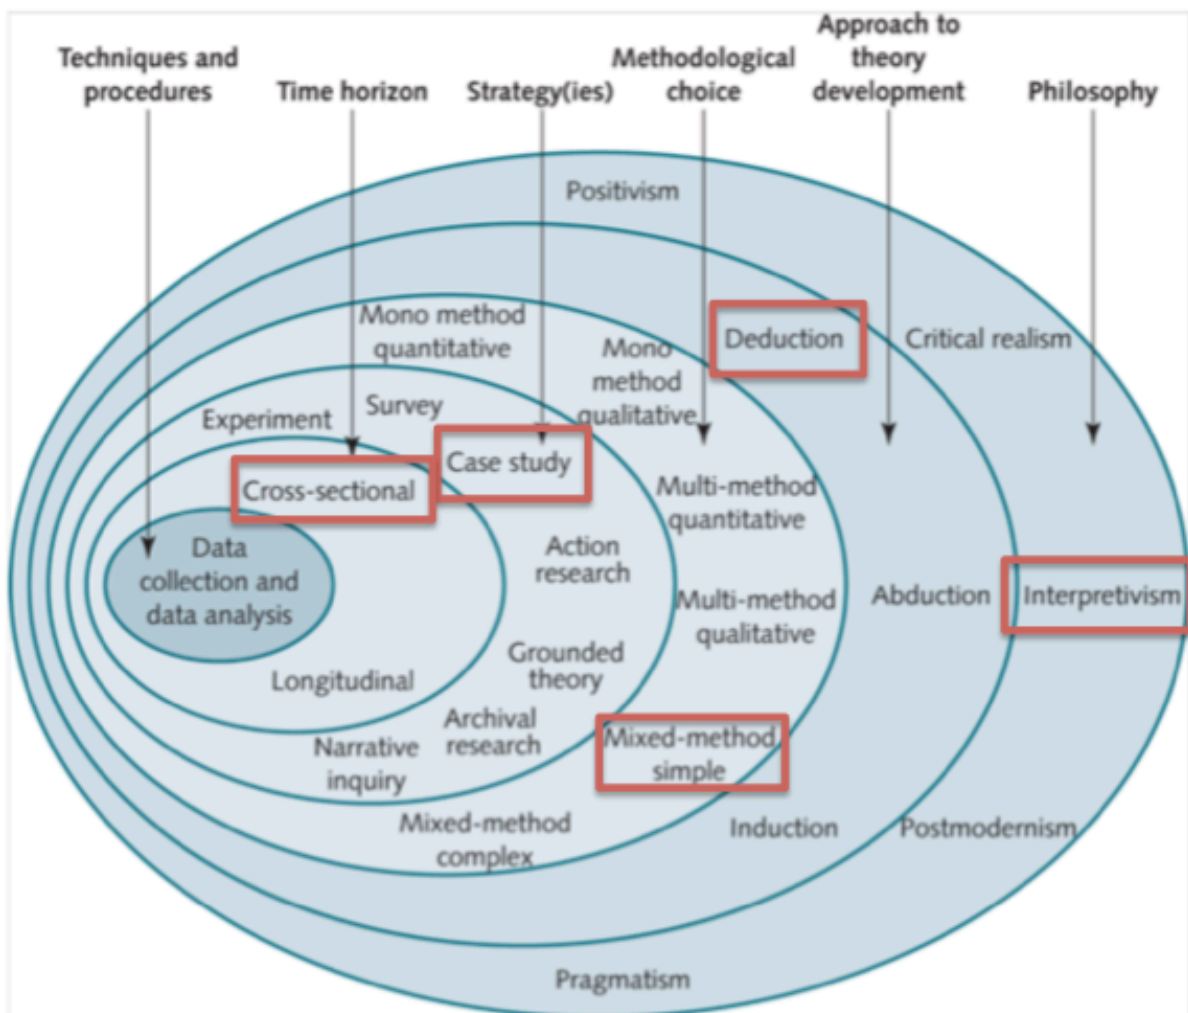 Approach to
Techniques and
Methodological
theory
procedures
Time horizon
Strategy(ies)
choice
development
Philosophy
Positivism
Mono method
quantitative
Mono
method
qualitative
Deduction
Critical realism
Experiment
Survey
Case study
Cross-sectional
Multi-method
quantitative
Data
collection and
data analysis
Action
research
Multi-method
qualitative
Abduction
Interpretivism
Grounded
theory
Longitudinal
Archival
research
Narrative
inquiry
Mixed-method
simple
Mixed-method
complex
Induction
Postmodernism
Pragmatism